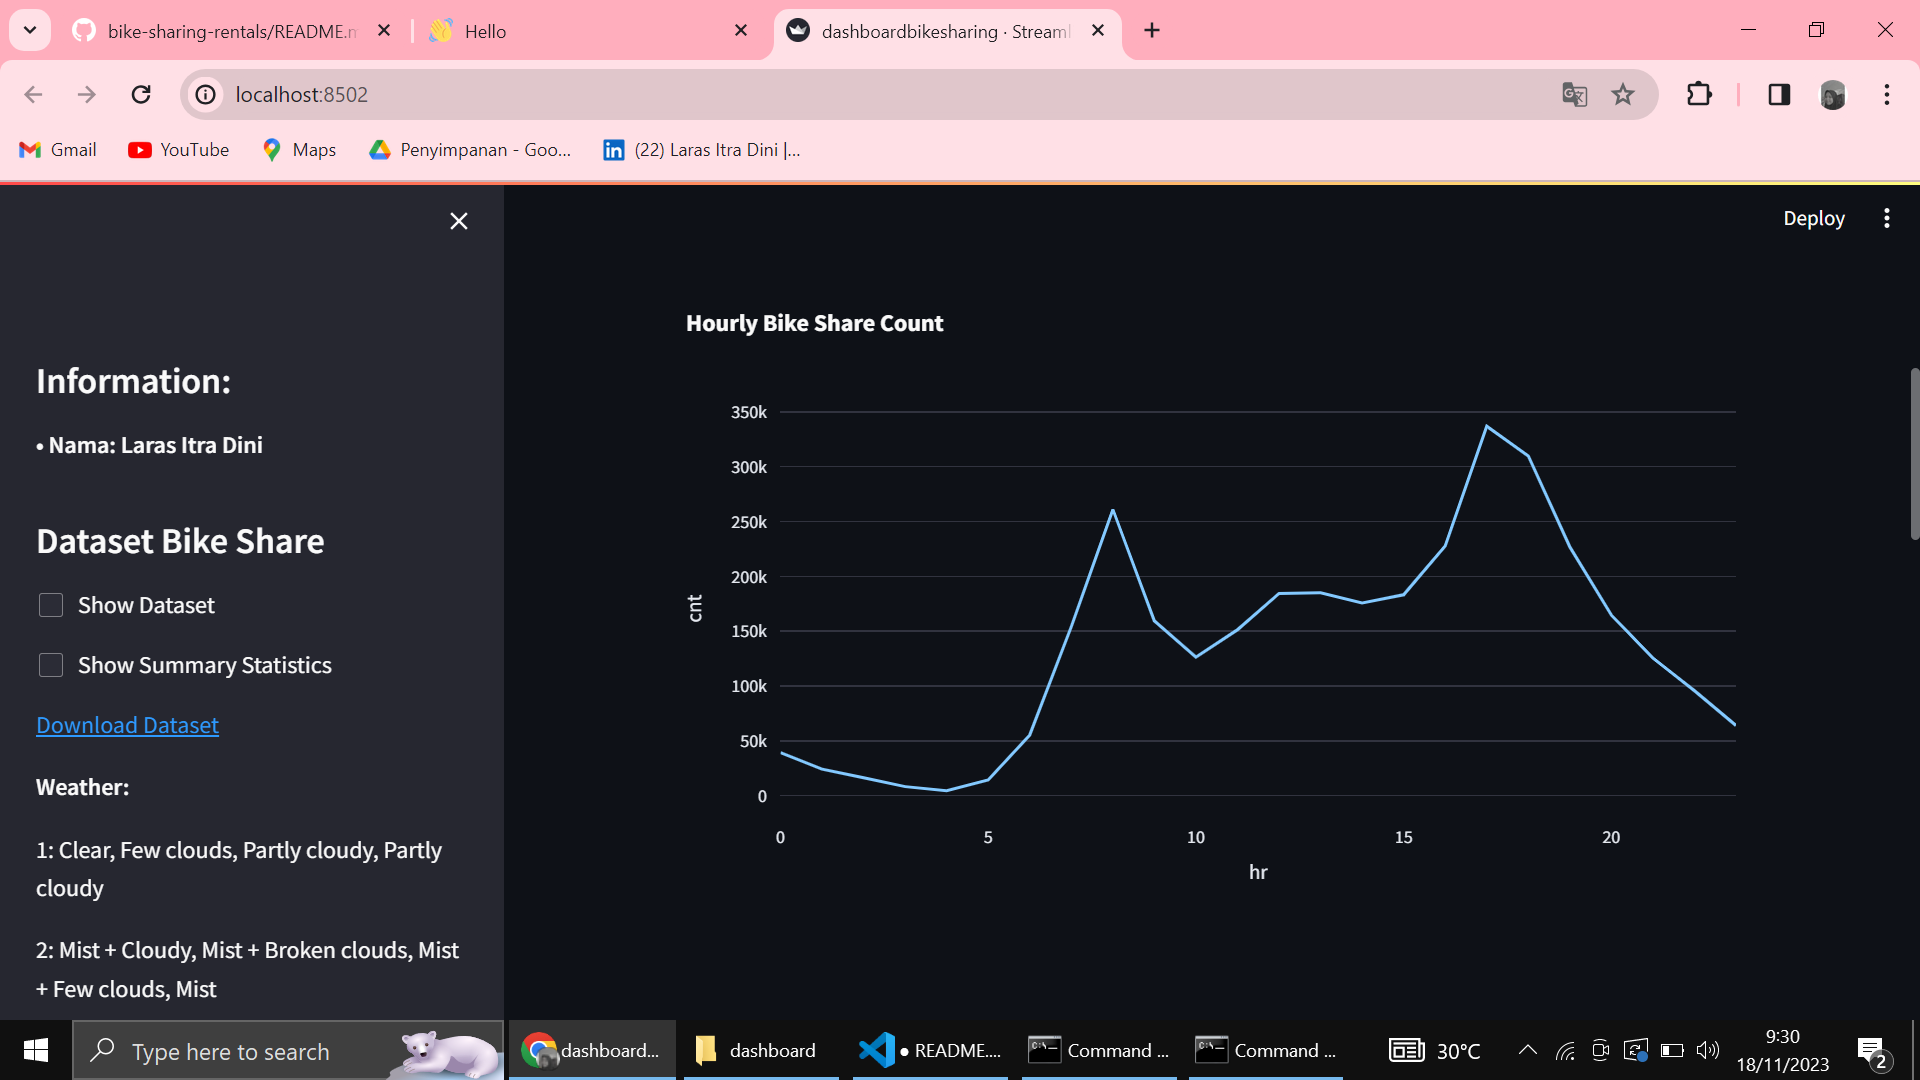 bike-sharing-rentals/README.m
Hello
dashboardbikesharing · Streaml
localhost:8502
Gmail
YouTube
Maps
Penyimpanan - Goo...
(22) Laras Itra Dini |...
Deploy
Information:
• Nama: Laras Itra Dini
Dataset Bike Share
Show Dataset
Show Summary Statistics
Download Dataset
Weather:
1: Clear, Few clouds, Partly cloudy, Partly
cloudy
2: Mist + Cloudy, Mist + Broken clouds, Mist
+ Few clouds, Mist
Hourly Bike Share Count
350k
300k
250k
200k
150k
100k
50k
0
cnt
0 5 10 15 20
hr
Type here to search
dashboard...
dashboard
● README....
Command ...
Command ...
30°C
9:30
18/11/2023
2